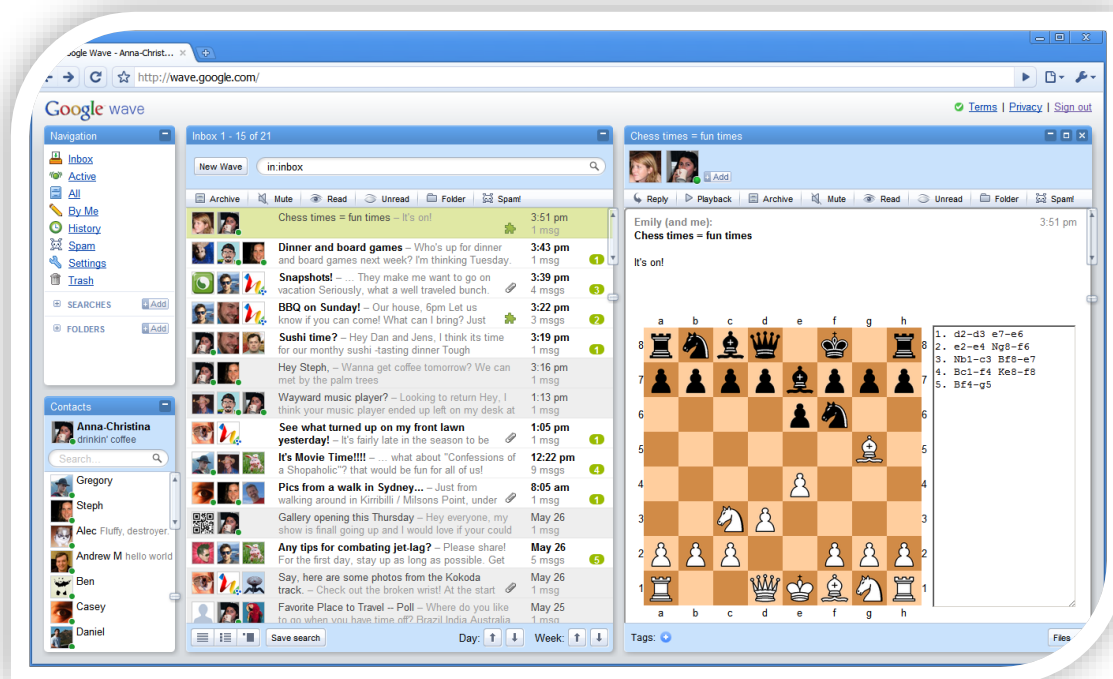 ogle Wave - Anna-Christ...
http://wave.google.com/
Google wave
Terms | Privacy | Sign out
Navigation
Inbox
Active
All
By Me
History
Spam
Settings
Trash
SEARCHES Add
FOLDERS Add
Contacts
Anna-Christina
drinkin' coffee
Search...
Gregory
Steph
Alec Fluffy, destroyer.
Andrew M hello world
Ben
Casey
Daniel
Inbox 1 - 15 of 21
New Wave in:inbox
Archive Mute Read Unread Folder Spam!
Chess times = fun times – It's on! 3:51 pm
1 msg
Dinner and board games – Who's up for dinner 3:43 pm
and board games next week? I'm thinking Tuesday. 1 msg 1
Snapshots! – ... They make me want to go on 3:39 pm
vacation Seriously, what a well traveled bunch. 4 msgs 3
BBQ on Sunday! – Our house, 6pm Let us 3:22 pm
know if you can come! What can I bring? Just 3 msgs 2
Sushi time? – Hey Dan and Jens, I think its time 3:19 pm
for our monthy sushi -tasting dinner Tough 1 msg 1
Hey Steph, – Wanna get coffee tomorrow? We can 3:16 pm
met by the palm trees 1 msg
Wayward music player? – Looking to return Hey, I 1:13 pm
think your music player ended up left on my desk at 1 msg
See what turned up on my front lawn 1:05 pm
yesterday! – It's fairly late in the season to be 1 msg 1
It's Movie Time!!!! – ... what about "Confessions of 12:22 pm
a Shopaholic"? that would be fun for all of us! 9 msgs 4
Pics from a walk in Sydney... – Just from 8:05 am
walking around in Kirribilli / Milsons Point, under 1 msg 1
Gallery opening this Thursday – Hey everyone, my May 26
show is finall going up and I would love if your could 1 msg
Any tips for combating jet-lag? – Please share! May 26
For the first day, stay up as long as possible. Get 5 msgs 5
Say, here are some photos from the Kokoda May 26
track. – Check out the broken wrist! At the start 1 msg
Favorite Place to Travel -- Poll – Where do you like May 25
to go when you have time off? Brazil India Australia 1 msg
Save search Day: Week:
Chess times = fun times
Add
Reply Playback Archive Mute Read Unread Folder Spam!
Emily (and me): 3:51 pm
Chess times = fun times
It's on!
a b c d e f g h
8 8
7 7
6 6
5 5
4 4
3 3
2 2
1 1
a b c d e f g h
1. d2-d3 e7-e6
2. e2-e4 Ng8-f6
3. Nb1-c3 Bf8-e7
4. Bc1-f4 Ke8-f8
5. Bf4-g5
Tags: Files